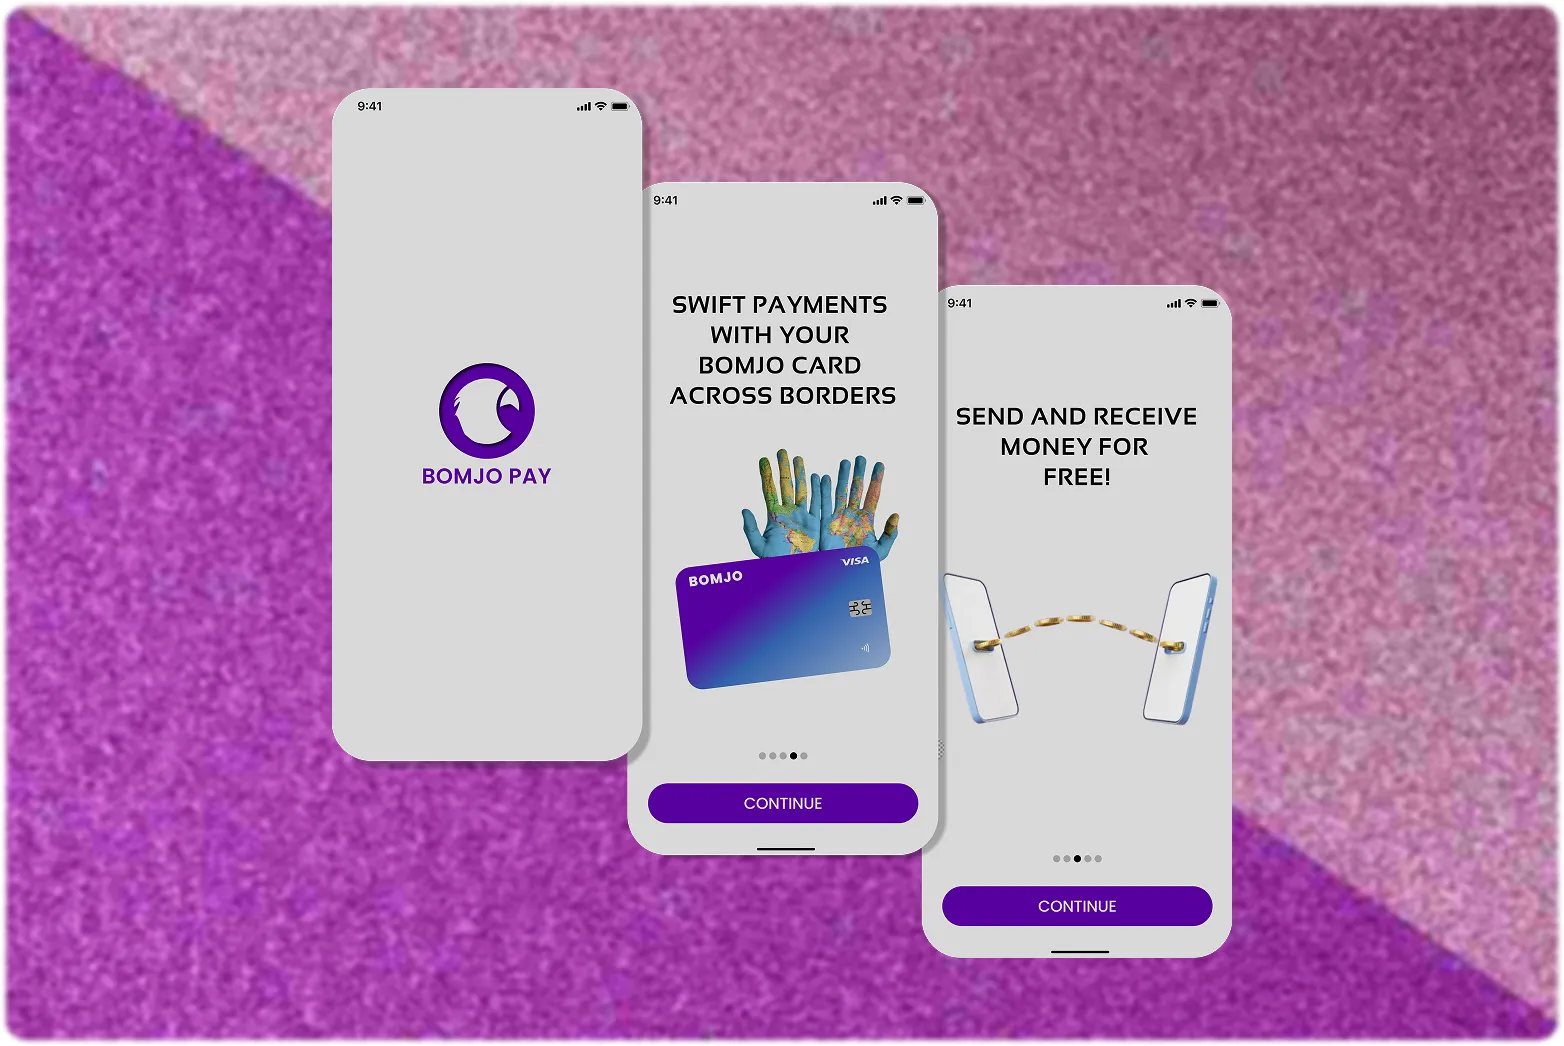 9:41
BOMJO PAY
9:41
SWIFT PAYMENTS
WITH YOUR
BOMJO CARD
ACROSS BORDERS
BOMJO
VISA
CONTINUE
9:41
SEND AND RECEIVE
MONEY FOR
FREE!
CONTINUE